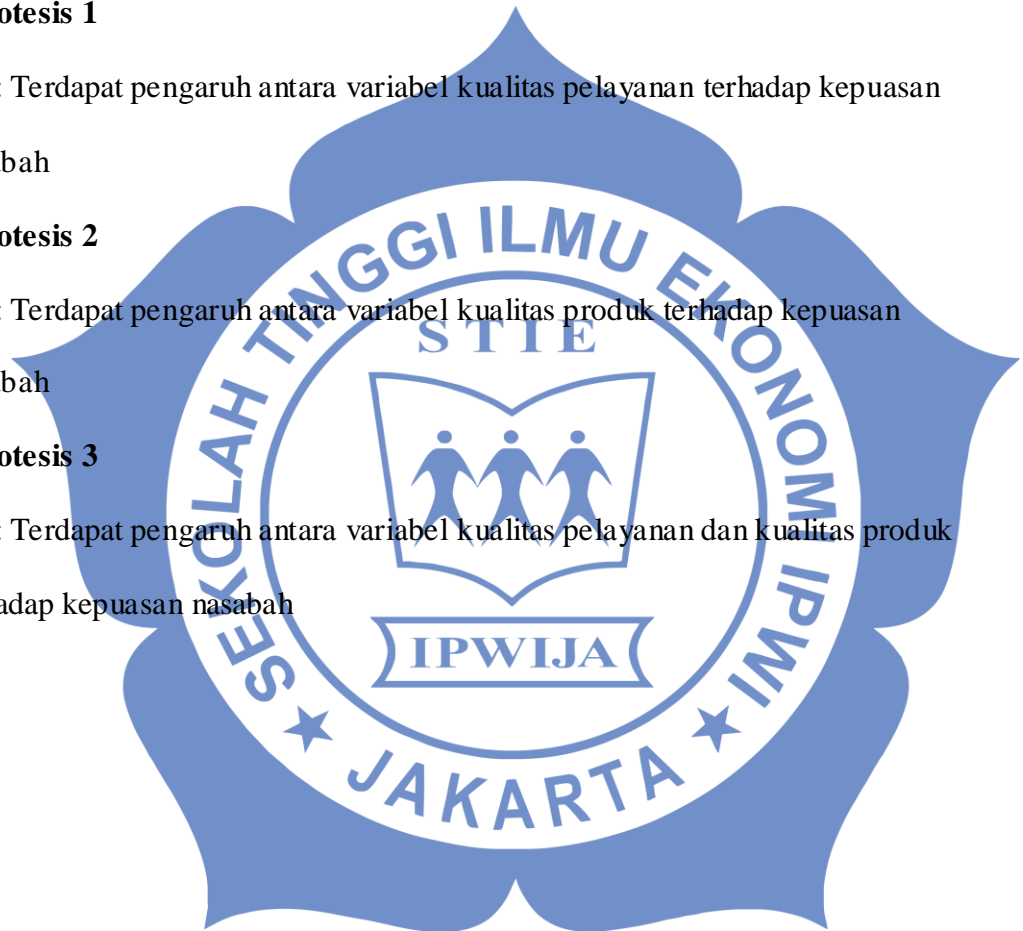 otesis 1
: Terdapat pengaruh antara variabel kualitas pelayanan terhadap kepuasan
abah
otesis 2
: Terdapat pengaruh antara variabel kualitas produk terhadap kepuasan
abah
otesis 3
: Terdapat pengaruh antara variabel kualitas pelayanan dan kualitas produk
adap kepuasan nasabah
SEKOLAH TINGGI ILMU EKONOMI IPWI
STIE
IPWIJA
JAKARTA